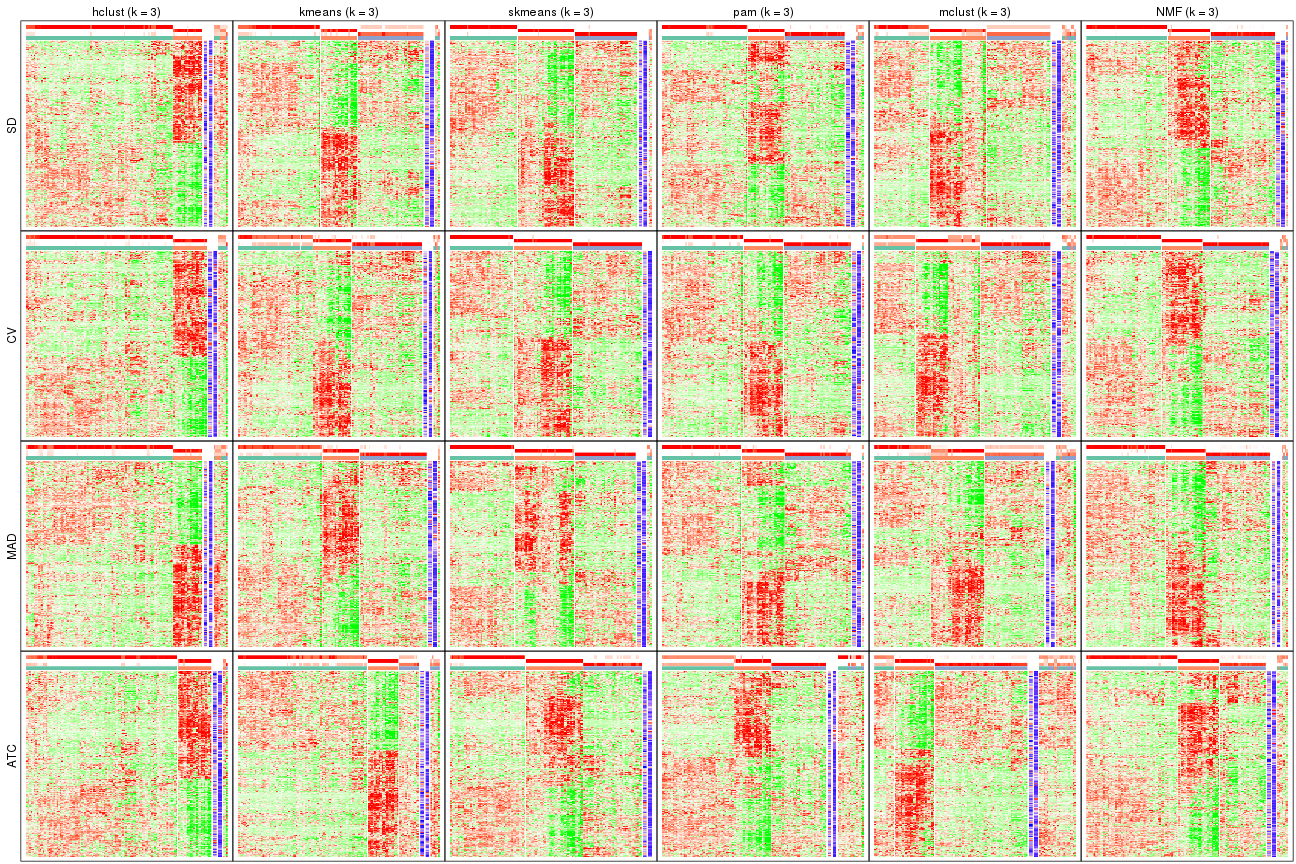 hclust (k = 3)
kmeans (k = 3)
skmeans (k = 3)
pam (k = 3)
mclust (k = 3)
NMF (k = 3)
SD
CV
MAD
ATC